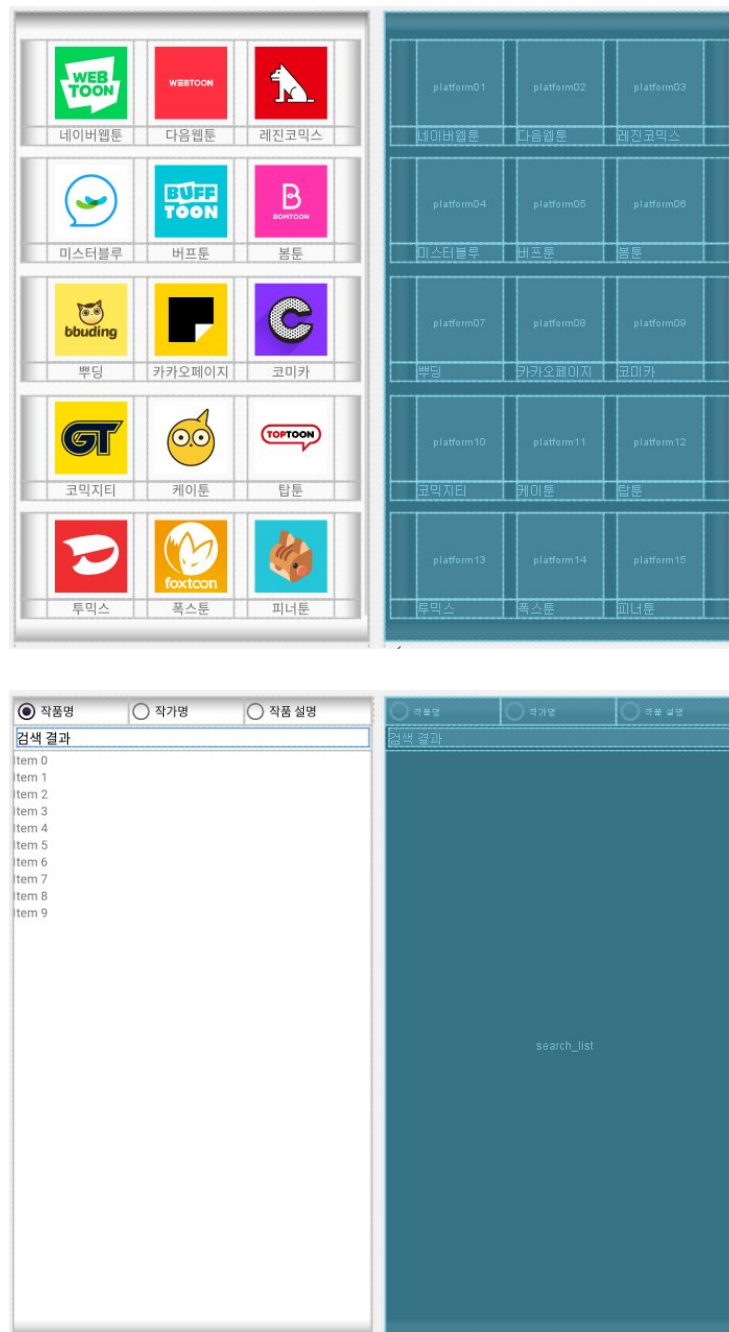 WEB
TOON
WEBTOON
platform01 platform02 platform03
네이버웹툰 다음웹툰 레진코믹스
네이버웹툰 다음웹툰 레진코믹스
BUFF
TOON
BOMTOON
platform04 platform05 platform06
미스터블루 버프툰 봄툰
미스터블루 버프툰 봄툰
bbuding
C
platform07 platform08 platform09
뿌딩 카카오페이지 코미카
뿌딩 카카오페이지 코미카
GT
TOPTOON
platform10 platform11 platform12
코믹지티 케이툰 탑툰
코믹지티 케이툰 탑툰
foxtoon
platform13 platform14 platform15
투믹스 폭스툰 피너툰
투믹스 폭스툰 피너툰
작품명 작가명 작품 설명
작품명 작가명 작품 설명
검색 결과
검색 결과
Item 0
Item 1
Item 2
Item 3
Item 4
Item 5
Item 6
Item 7
Item 8
Item 9
search_list